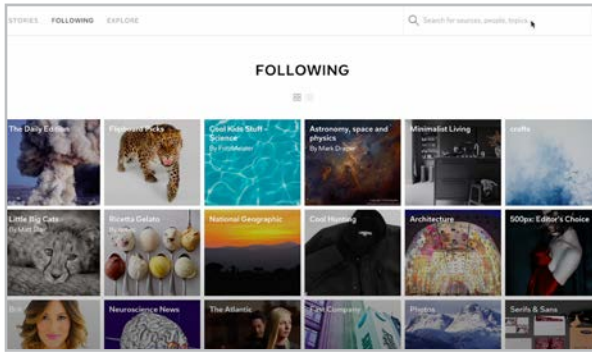 STORIES FOLLOWING EXPLORE
Search for sources, people, topics...
FOLLOWING
The Daily Edition
Flipboard Picks
Cool Kids Stuff -
Science
Astronomy, space and
physics
By Mark Draper
Minimalist Living
crafts
Little Big Cats
By Matt
Ricetta Gelato
National Geographic
Cool Hunting
Architecture
500px: Editor's Choice
Neuroscience News
The Atlantic
Fast Company
Photos
Serifs & Sans